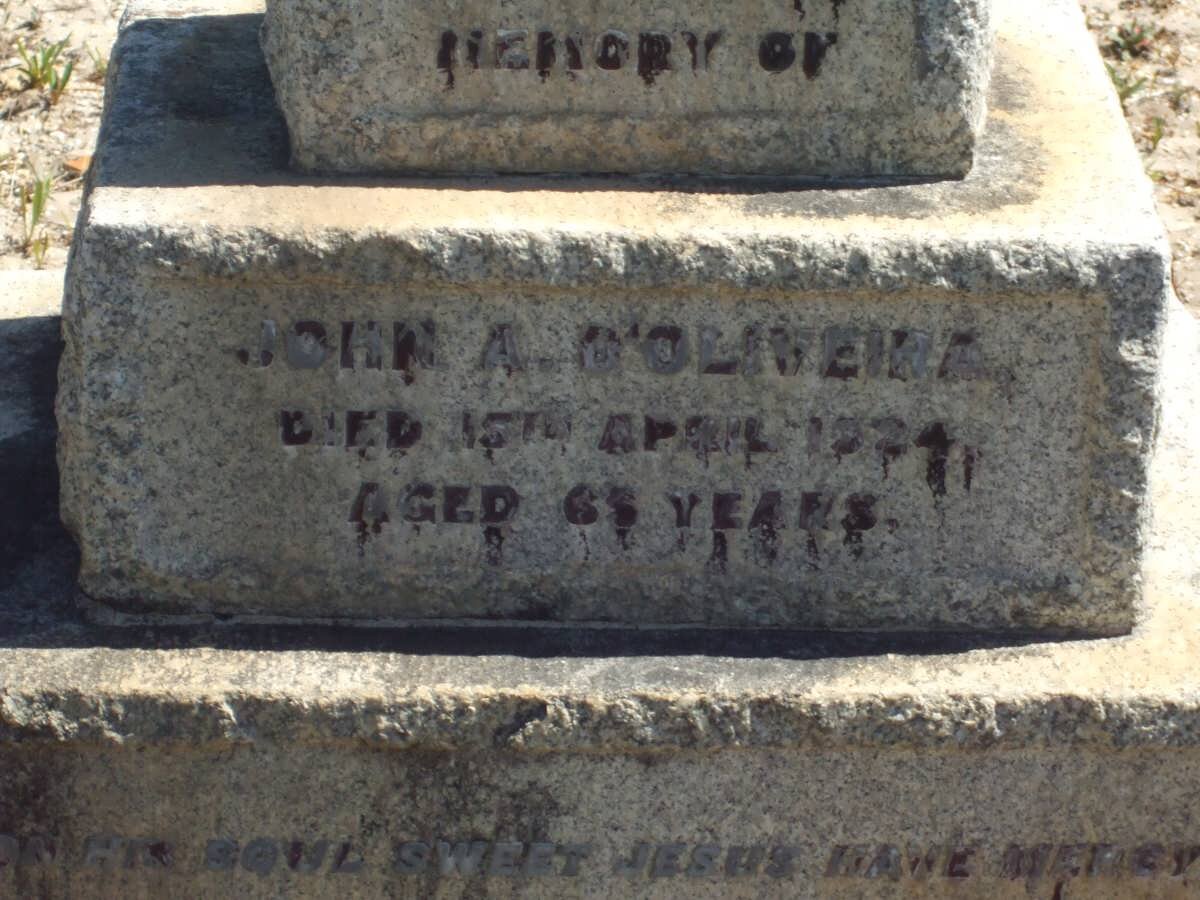 MEMORY OF
JOHN A. D'OLIVEIRA
DIED 15TH APRIL 1924,
AGED 65 YEARS.
ON HIS SOUL SWEET JESUS HAVE MERCY